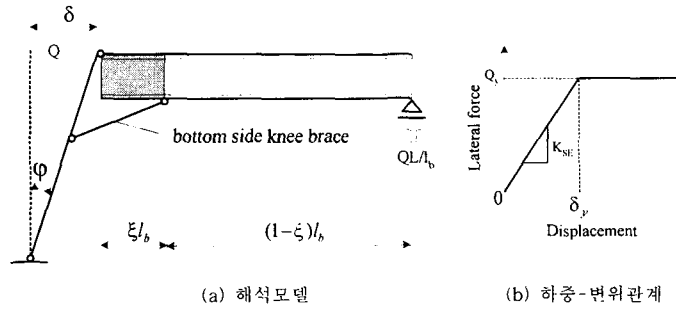 δ
Q
bottom side knee brace
QL/l_b
φ
ξl_b
(1-ξ)l_b
(a) 해석모델
Lateral force
Q_y
K_SE
0
δ_y
Displacement
(b) 하중-변위관계